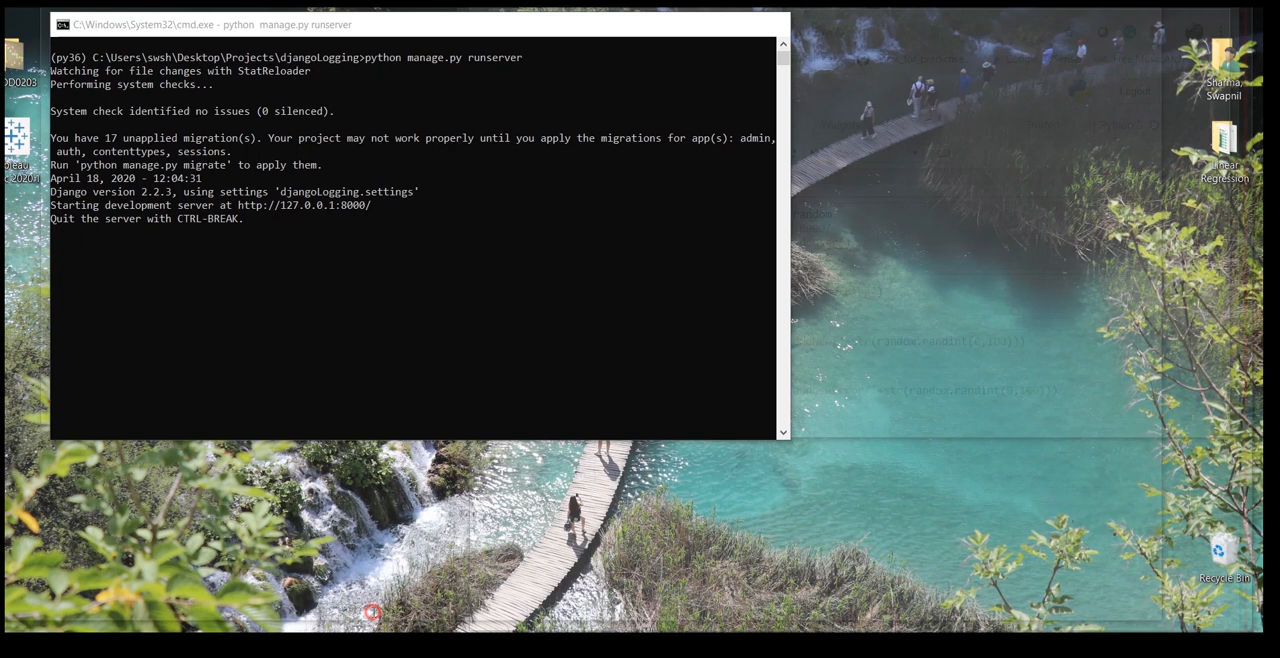 C:\Windows\System32\cmd.exe - python  manage.py runserver
(py36) C:\Users\swsh\Desktop\Projects\djangoLogging>python manage.py runserver
Watching for file changes with StatReloader
Performing system checks...
System check identified no issues (0 silenced).
You have 17 unapplied migration(s). Your project may not work properly until you apply the migrations for app(s): admin,
auth, contenttypes, sessions.
Run 'python manage.py migrate' to apply them.
April 18, 2020 - 12:04:31
Django version 2.2.3, using settings 'djangoLogging.settings'
Starting development server at http://127.0.0.1:8000/
Quit the server with CTRL-BREAK.
Sharma,
Swapnil
Linear
Regression
Recycle Bin
Logout
random